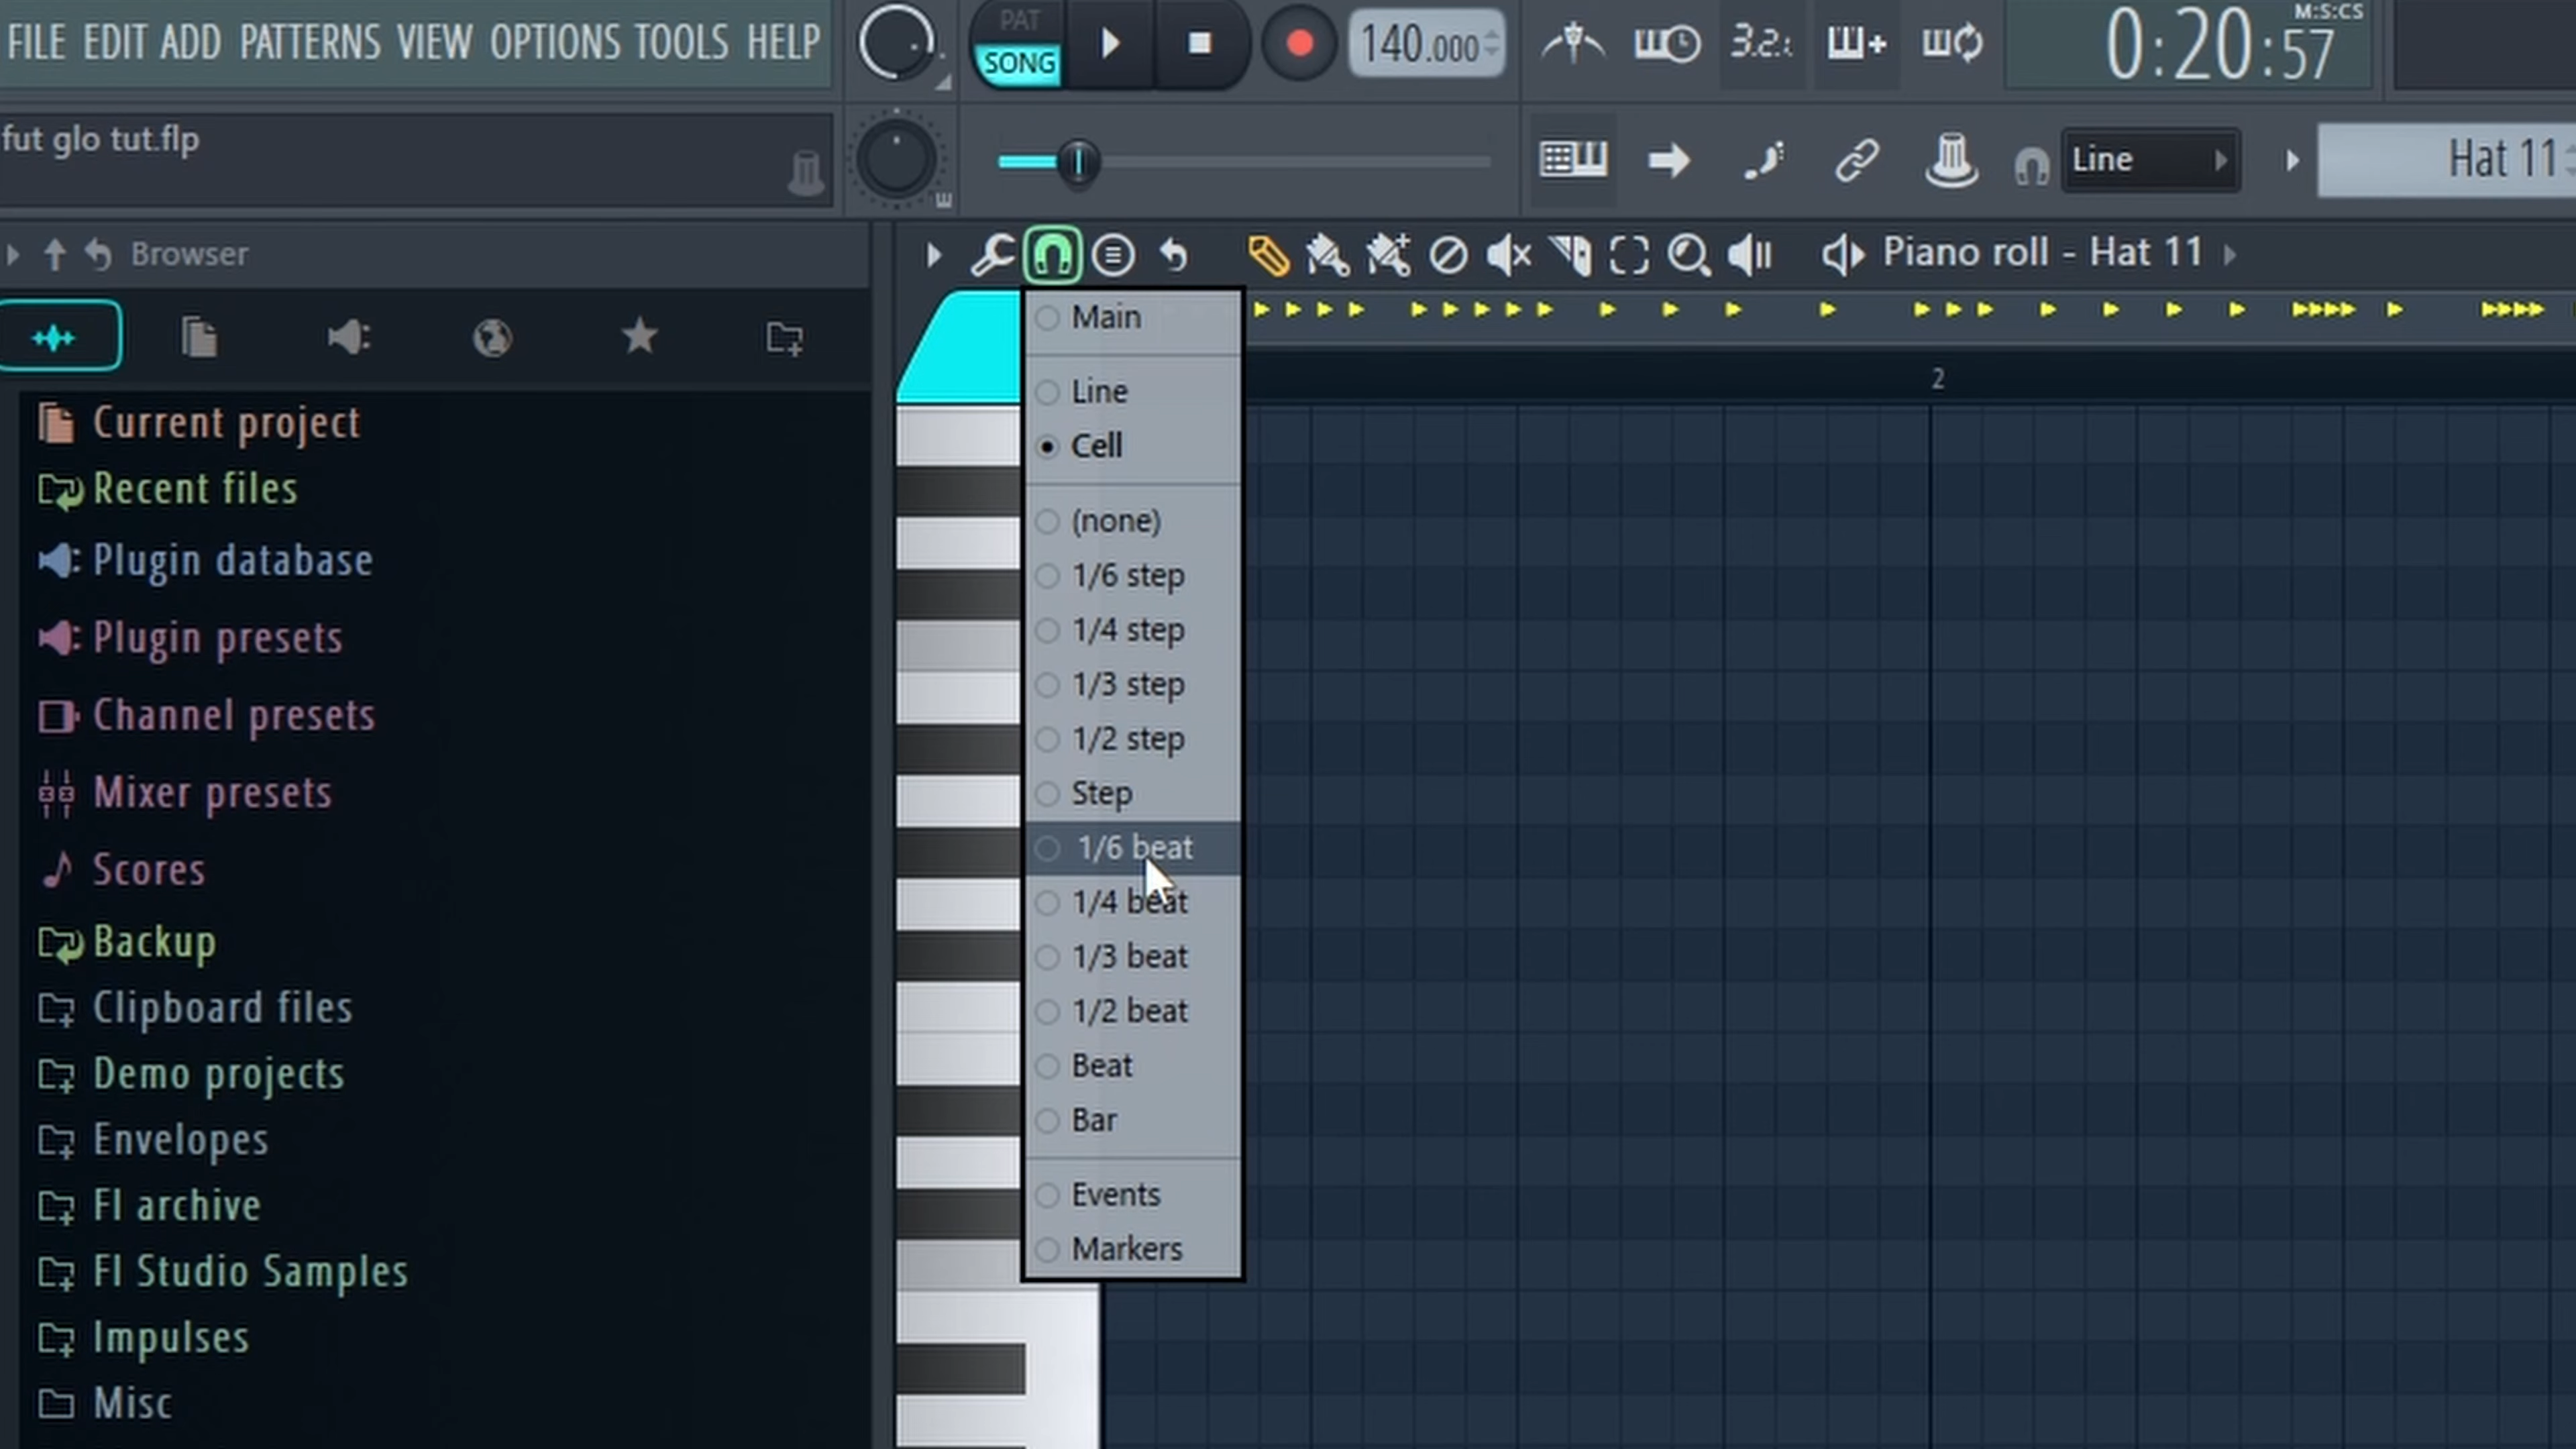 FILE EDIT ADD PATTERNS VIEW OPTIONS TOOLS HELP
PAT
SONG
140.000
3.2.
M:S:CS
0:20:57
fut glo tut.flp
Line
Hat 11
Browser
Piano roll - Hat 11
2
Current project
Recent files
Plugin database
Plugin presets
Channel presets
Mixer presets
Scores
Backup
Clipboard files
Demo projects
Envelopes
Fl archive
Fl Studio Samples
Impulses
Misc
Main
Line
Cell
(none)
1/6 step
1/4 step
1/3 step
1/2 step
Step
1/6 beat
1/4 beat
1/3 beat
1/2 beat
Beat
Bar
Events
Markers